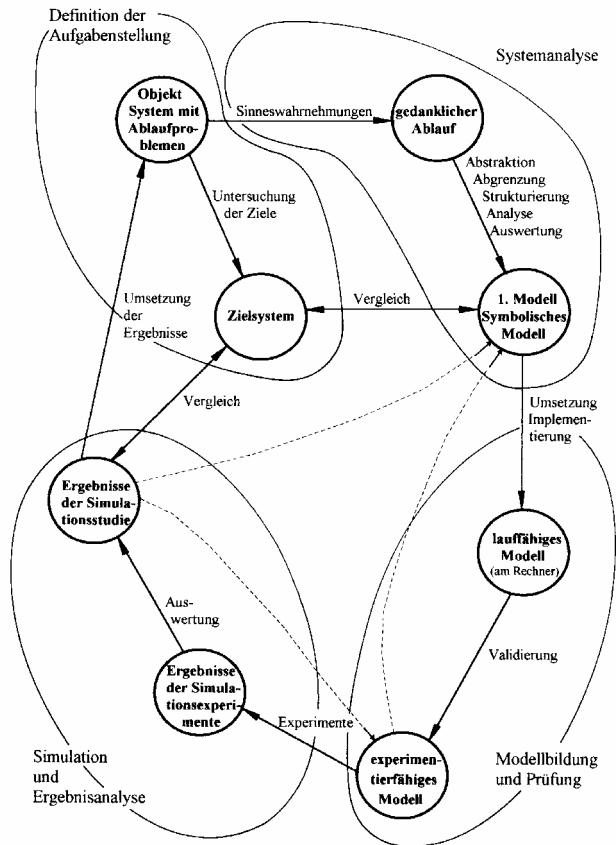 Definition der
Aufgabenstellung
Systemanalyse
Objekt
System mit
Ablaufpro-
blemen
Sinneswahrnehmungen
gedanklicher
Ablauf
Abstraktion
Abgrenzung
Strukturierung
Analyse
Auswertung
Untersuchung
der Ziele
Umsetzung
der
Ergebnisse
Zielsystem
Vergleich
1. Modell
Symbolisches
Modell
Vergleich
Umsetzung
Implemen-
tierung
Ergebnisse
der Simula-
tionsstudie
lauffähiges
Modell
(am Rechner)
Aus-
wertung
Validierung
Ergebnisse
der Simula-
tionsexperi-
mente
Experimente
experimen-
tierfähiges
Modell
Simulation
und
Ergebnisanalyse
Modellbildung
und Prüfung